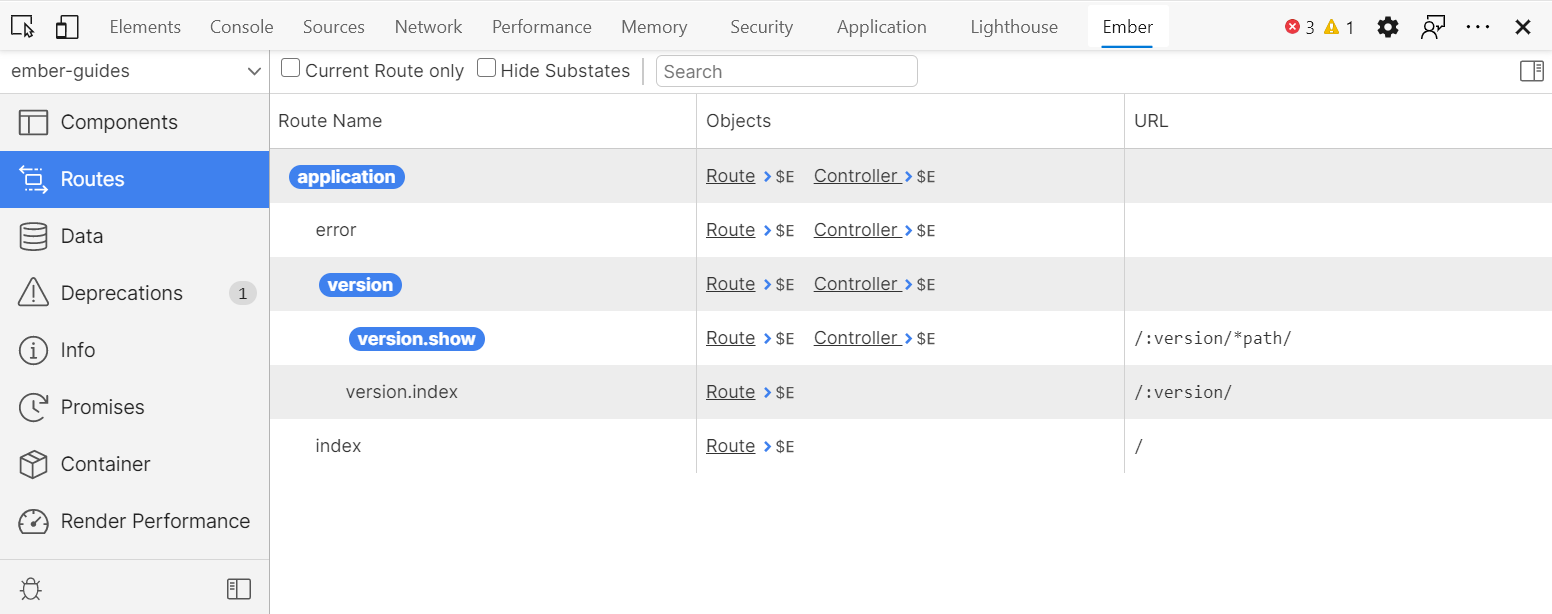 Elements Console Sources Network Performance Memory Security Application Lighthouse Ember 3 1
ember-guides Current Route only Hide Substates Search
Components
Routes
Data
Deprecations 1
Info
Promises
Container
Render Performance
Route Name Objects URL
application Route $E Controller $E
error Route $E Controller $E
version Route $E Controller $E
version.show Route $E Controller $E /:version/*path/
version.index Route $E /:version/
index Route $E /